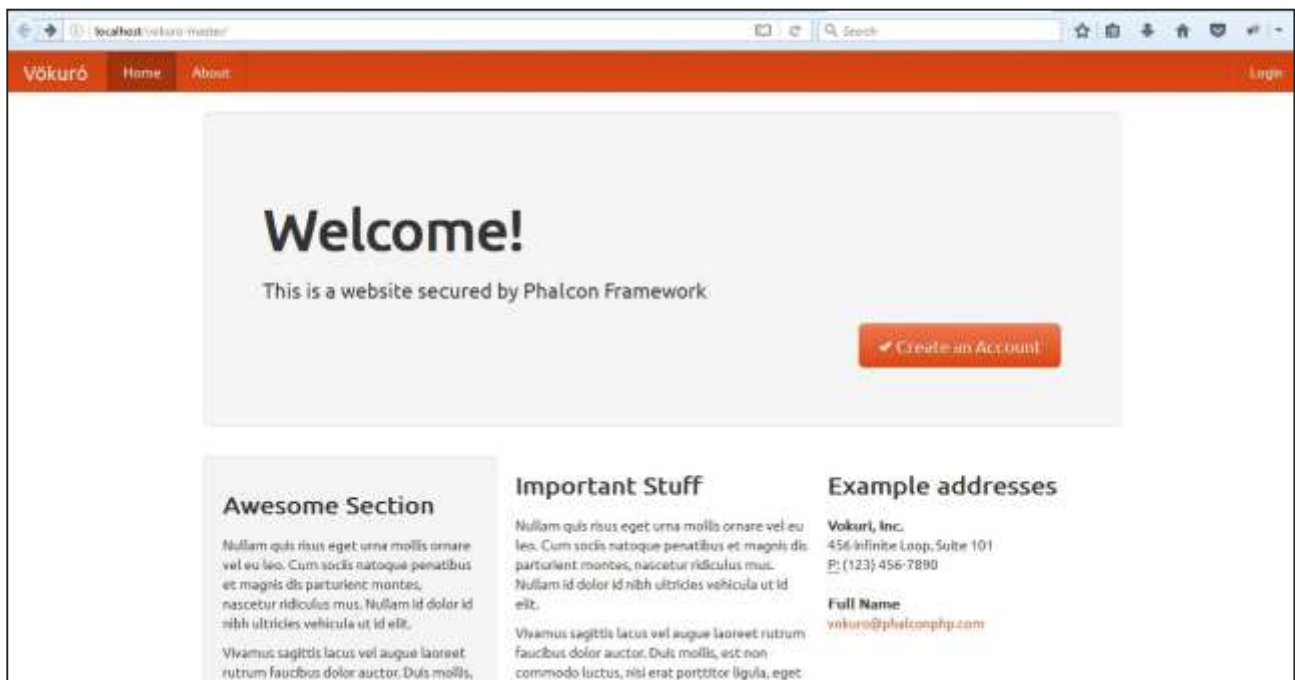 localhost/vokuro-master/
Search
Vökuró Home About Login
Welcome!
This is a website secured by Phalcon Framework
Create an Account
Awesome Section
Nullam quis risus eget urna mollis ornare
vel eu leo. Cum sociis natoque penatibus
et magnis dis parturient montes,
nascetur ridiculus mus. Nullam id dolor id
nibh ultricies vehicula ut id elit.
Vivamus sagittis lacus vel augue laoreet
rutrum faucibus dolor auctor. Duis mollis,
Important Stuff
Nullam quis risus eget urna mollis ornare vel eu
leo. Cum sociis natoque penatibus et magnis dis
parturient montes, nascetur ridiculus mus.
Nullam id dolor id nibh ultricies vehicula ut id
elit.
Vivamus sagittis lacus vel augue laoreet rutrum
faucibus dolor auctor. Duis mollis, est non
commodo luctus, nisi erat porttitor ligula, eget
Example addresses
Vokuri, Inc.
456 Infinite Loop, Suite 101
P: (123) 456-7890
Full Name
vokuro@phalconphp.com